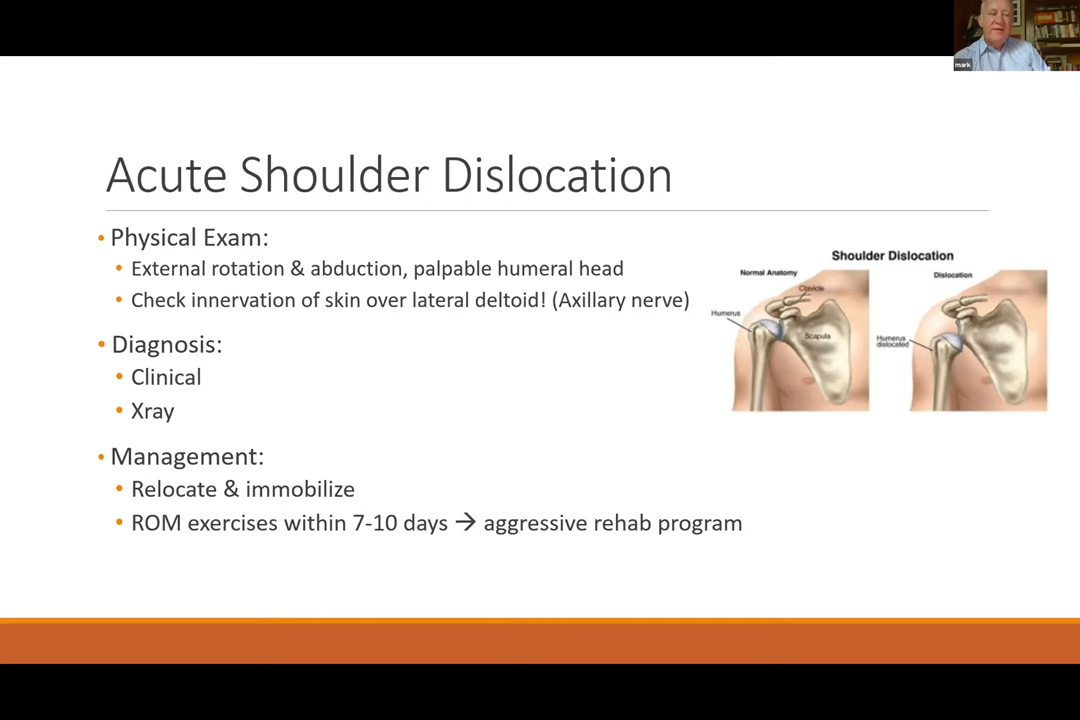 mark
Acute Shoulder Dislocation
• Physical Exam:
• External rotation & abduction, palpable humeral head
• Check innervation of skin over lateral deltoid! (Axillary nerve)
• Diagnosis:
• Clinical
• Xray
• Management:
• Relocate & immobilize
• ROM exercises within 7-10 days → aggressive rehab program
Shoulder Dislocation
Normal Anatomy
Clavicle
Humerus
Scapula
Dislocation
Humerus
dislocated